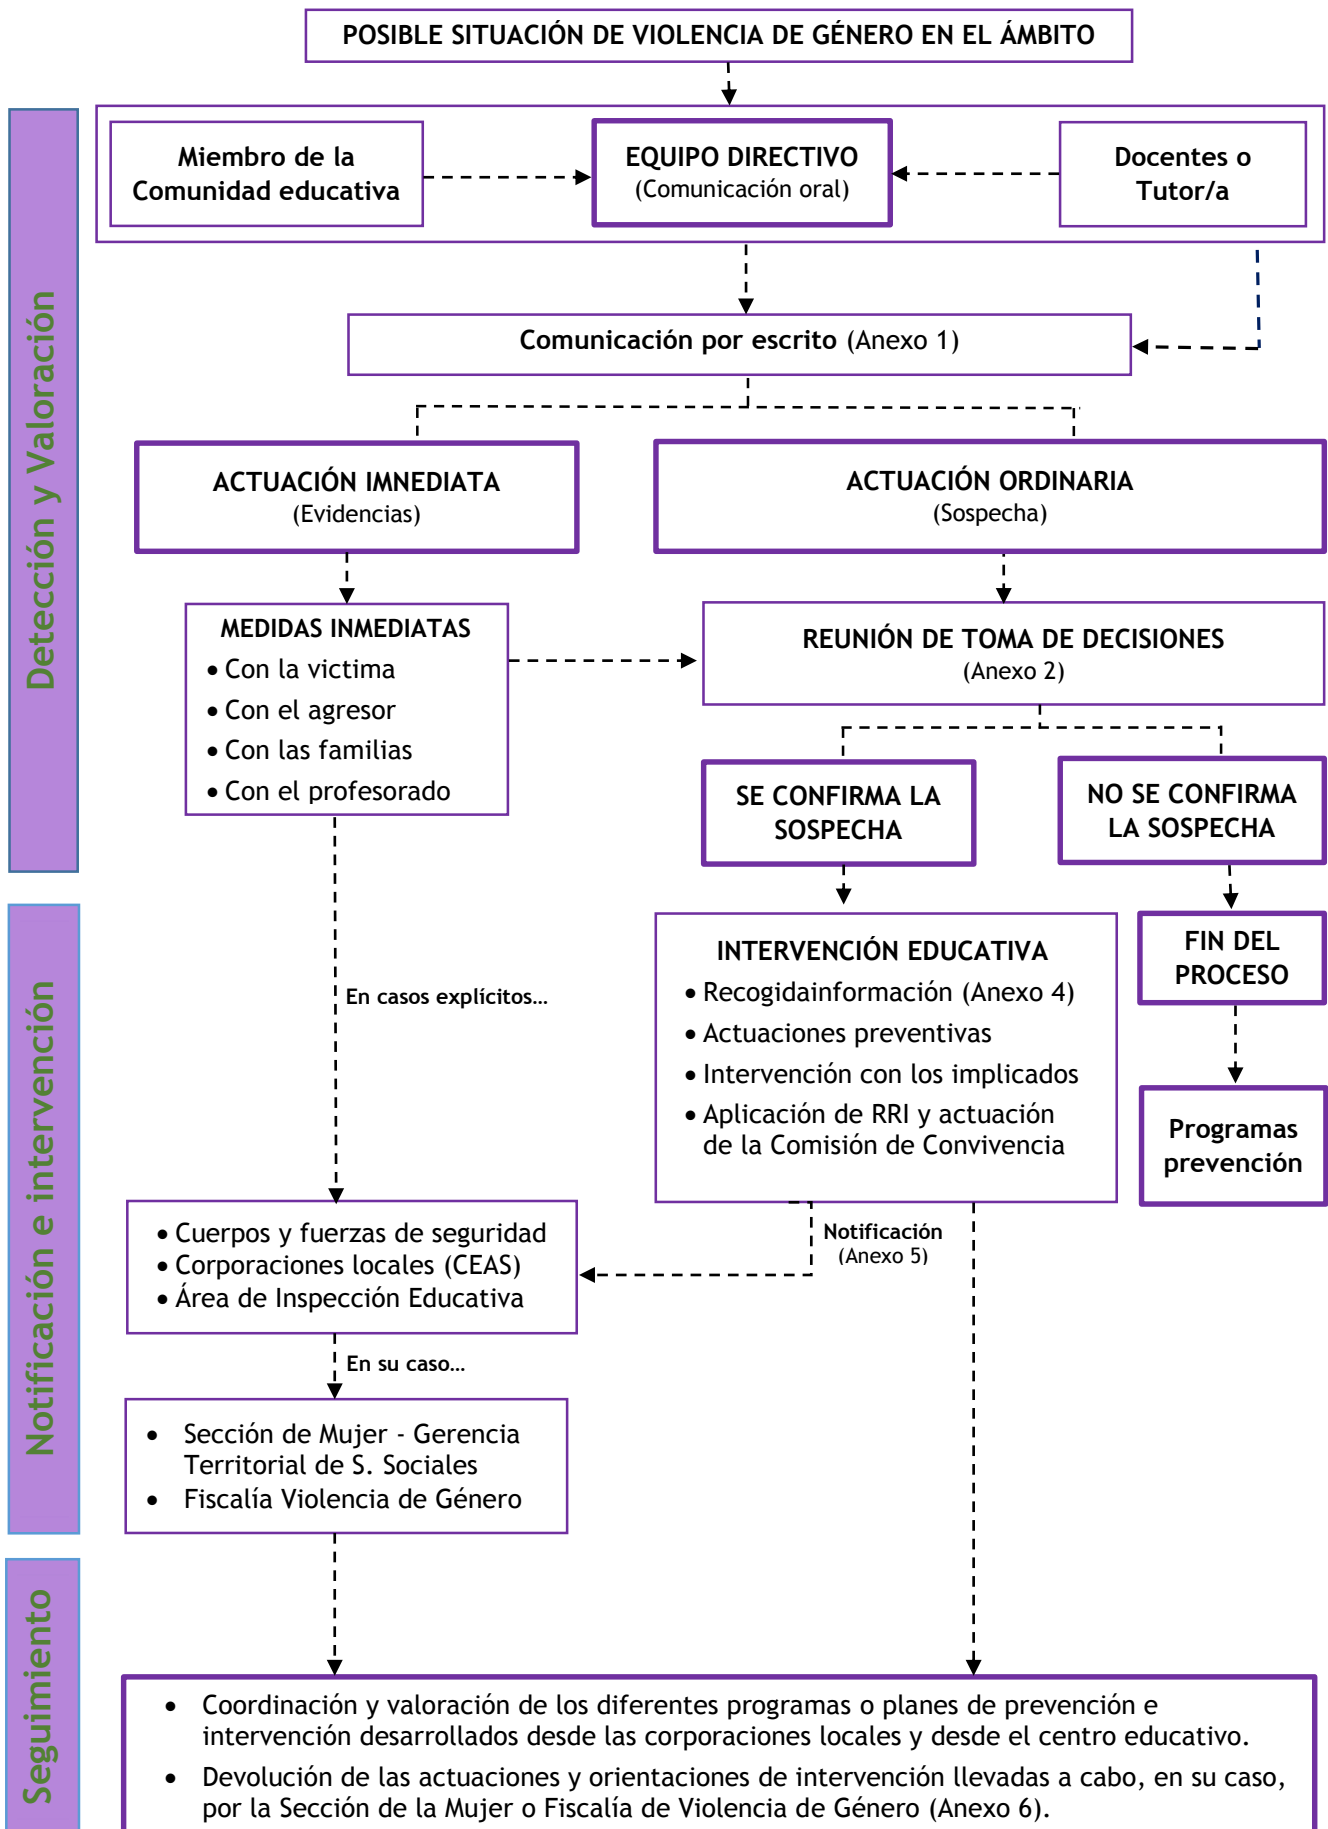 POSIBLE SITUACIÓN DE VIOLENCIA DE GÉNERO EN EL ÁMBITO
Detección y Valoración
Miembro de la
Comunidad educativa
EQUIPO DIRECTIVO
(Comunicación oral)
Docentes o
Tutor/a
Comunicación por escrito (Anexo 1)
ACTUACIÓN IMNEDIATA
(Evidencias)
ACTUACIÓN ORDINARIA
(Sospecha)
MEDIDAS INMEDIATAS
• Con la victima
• Con el agresor
• Con las familias
• Con el profesorado
REUNIÓN DE TOMA DE DECISIONES
(Anexo 2)
SE CONFIRMA LA
SOSPECHA
NO SE CONFIRMA
LA SOSPECHA
Notificación e intervención
En casos explícitos…
INTERVENCIÓN EDUCATIVA
• Recogidainformación (Anexo 4)
• Actuaciones preventivas
• Intervención con los implicados
• Aplicación de RRI y actuación
de la Comisión de Convivencia
FIN DEL
PROCESO
Programas
prevención
• Cuerpos y fuerzas de seguridad
• Corporaciones locales (CEAS)
• Área de Inspección Educativa
Notificación
(Anexo 5)
En su caso…
• Sección de Mujer - Gerencia
Territorial de S. Sociales
• Fiscalía Violencia de Género
Seguimiento
• Coordinación y valoración de los diferentes programas o planes de prevención e
intervención desarrollados desde las corporaciones locales y desde el centro educativo.
• Devolución de las actuaciones y orientaciones de intervención llevadas a cabo, en su caso,
por la Sección de la Mujer o Fiscalía de Violencia de Género (Anexo 6).